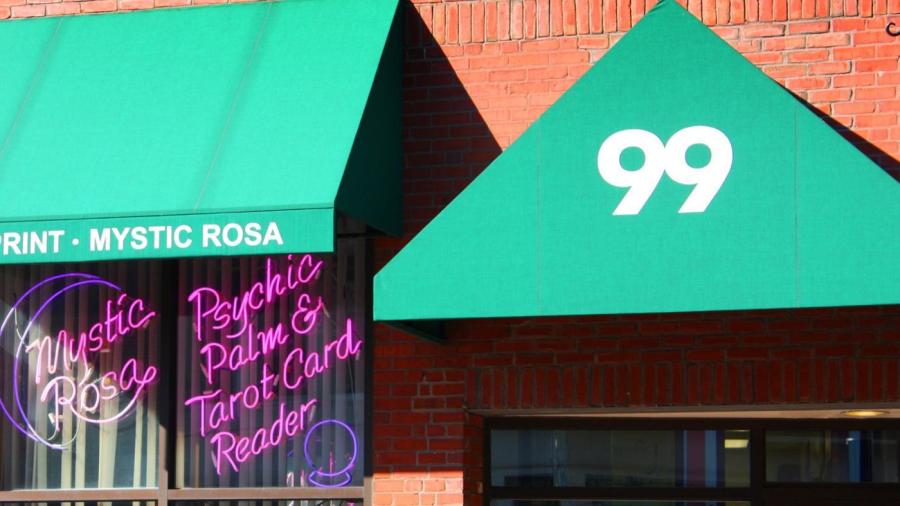 PRINT · MYSTIC ROSA
99
Mystic
Rosa
Psychic
Palm &
Tarot Card
Reader